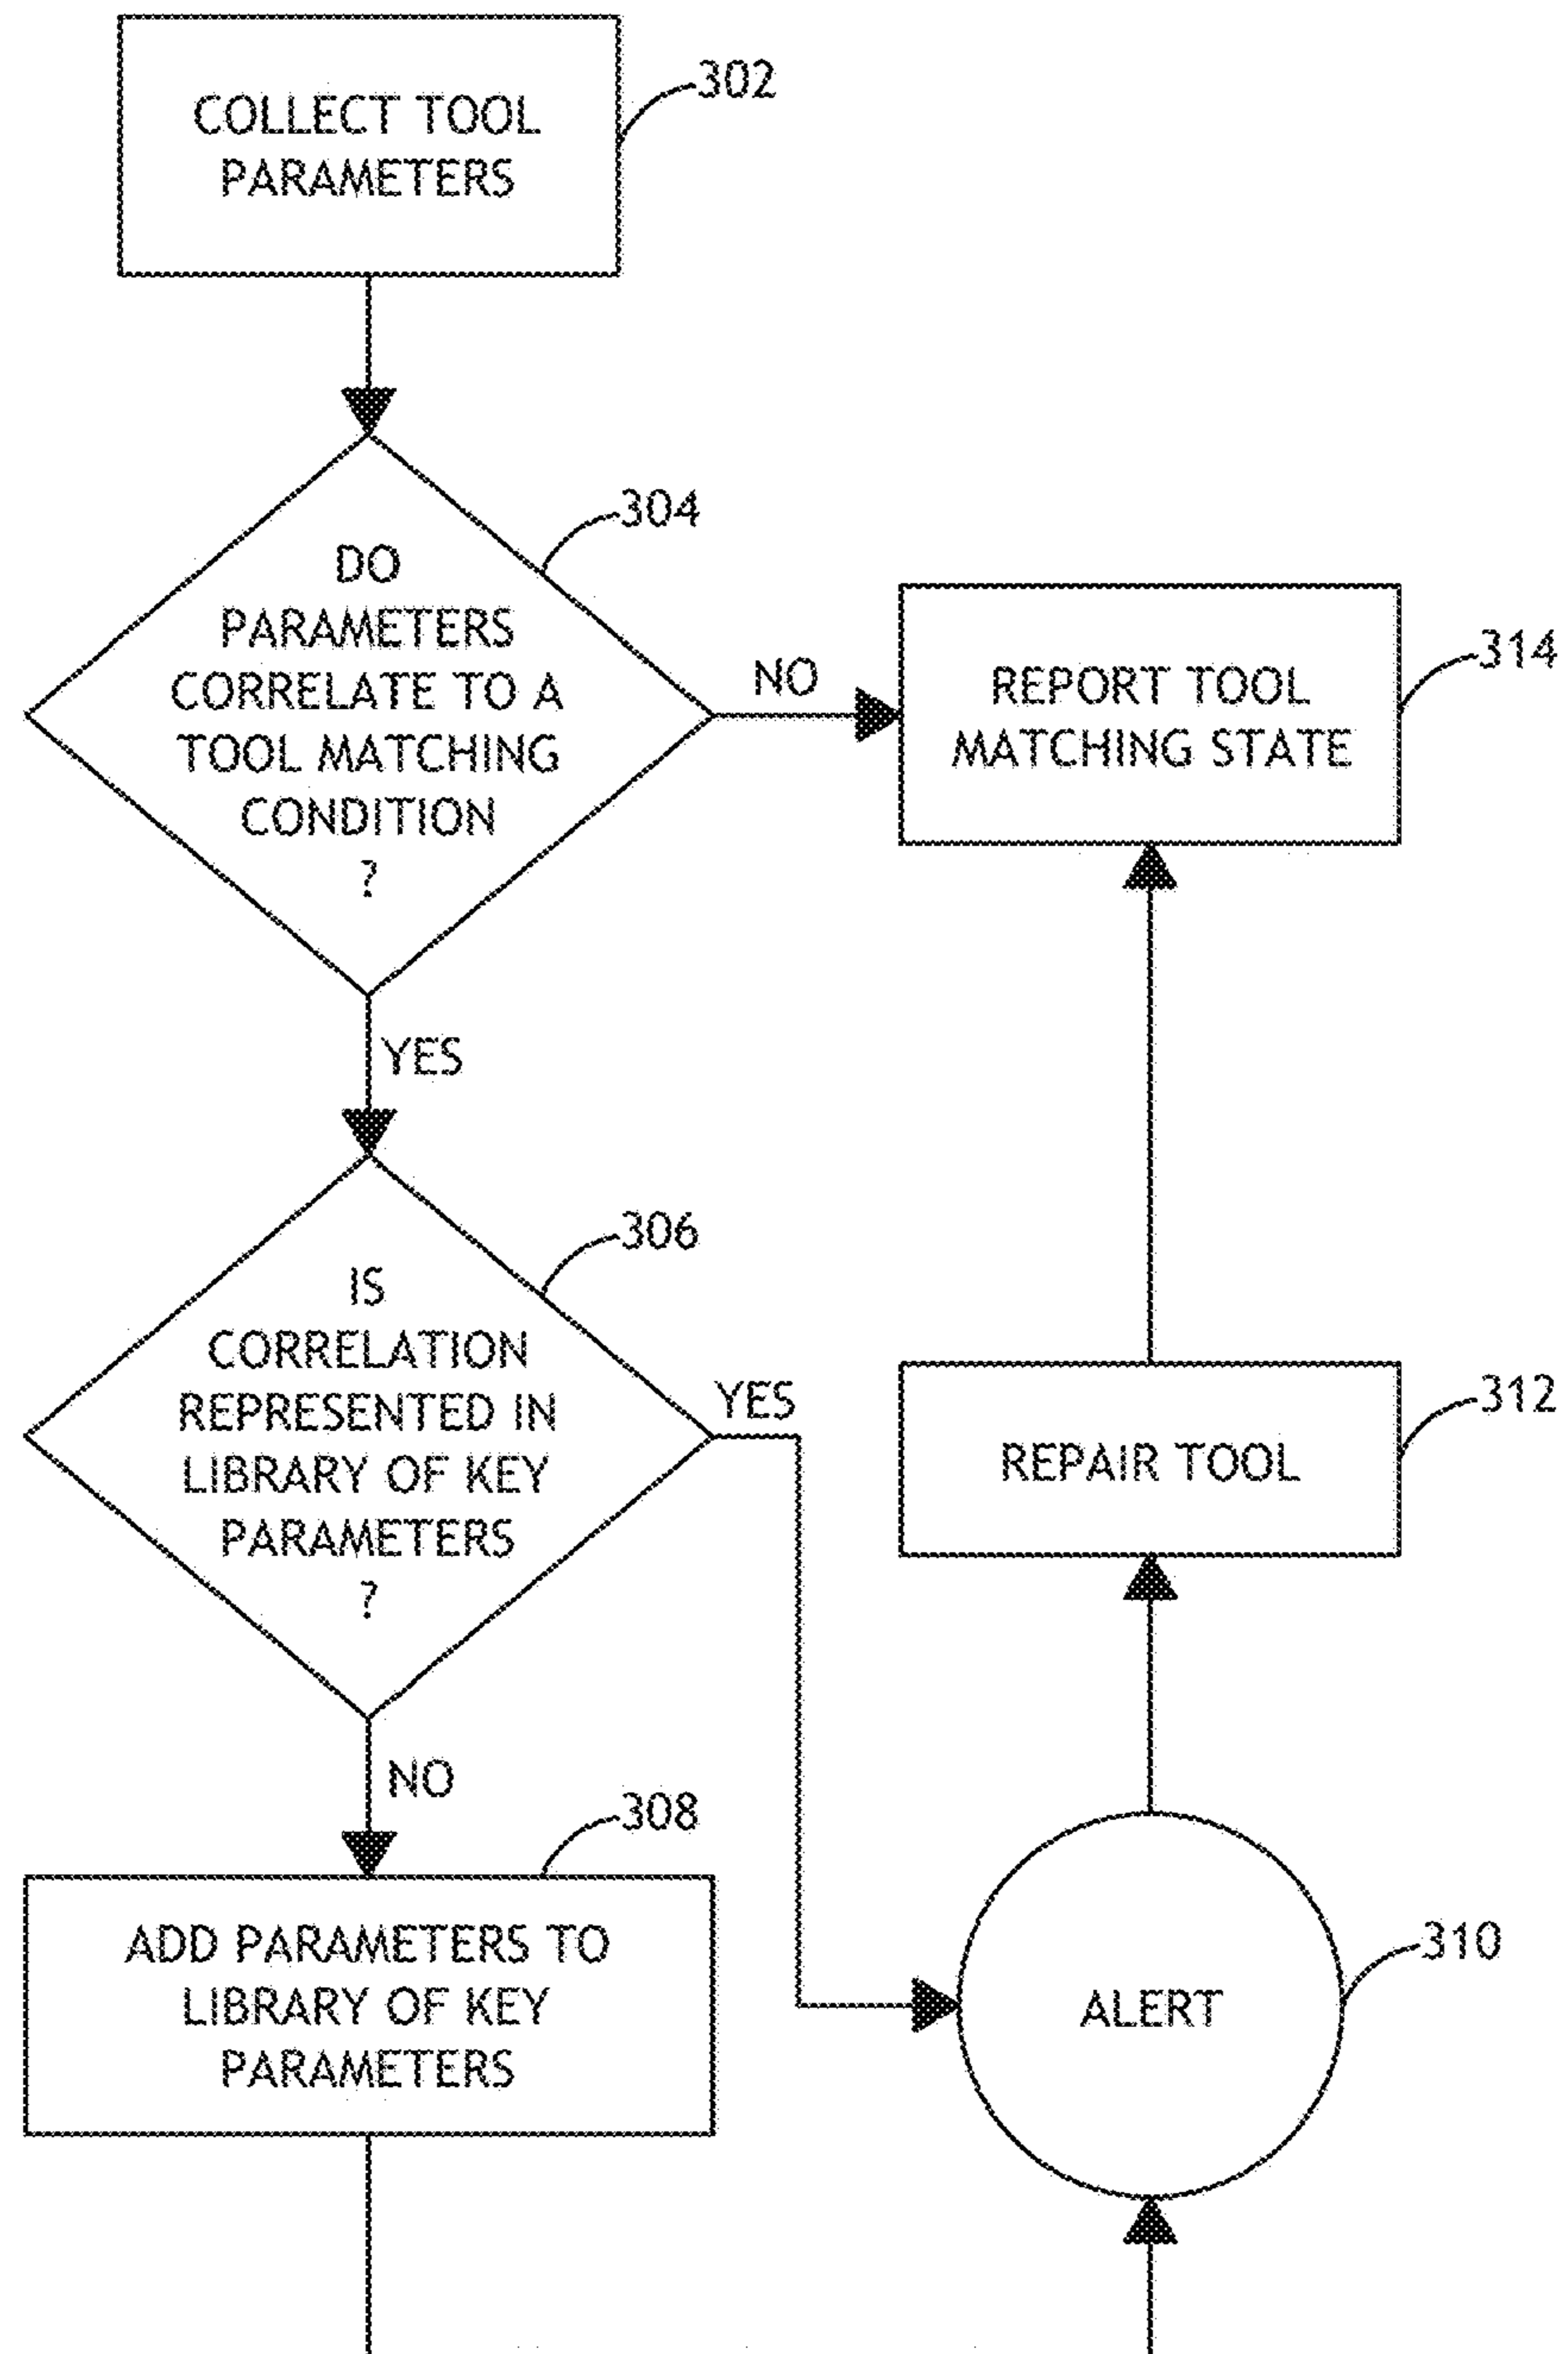 COLLECT TOOL
PARAMETERS
302
DO
PARAMETERS
CORRELATE TO A
TOOL MATCHING
CONDITION
?
304
NO
REPORT TOOL
MATCHING STATE
314
YES
IS
CORRELATION
REPRESENTED IN
LIBRARY OF KEY
PARAMETERS
?
306
YES
REPAIR TOOL
312
NO
308
ADD PARAMETERS TO
LIBRARY OF KEY
PARAMETERS
ALERT
310